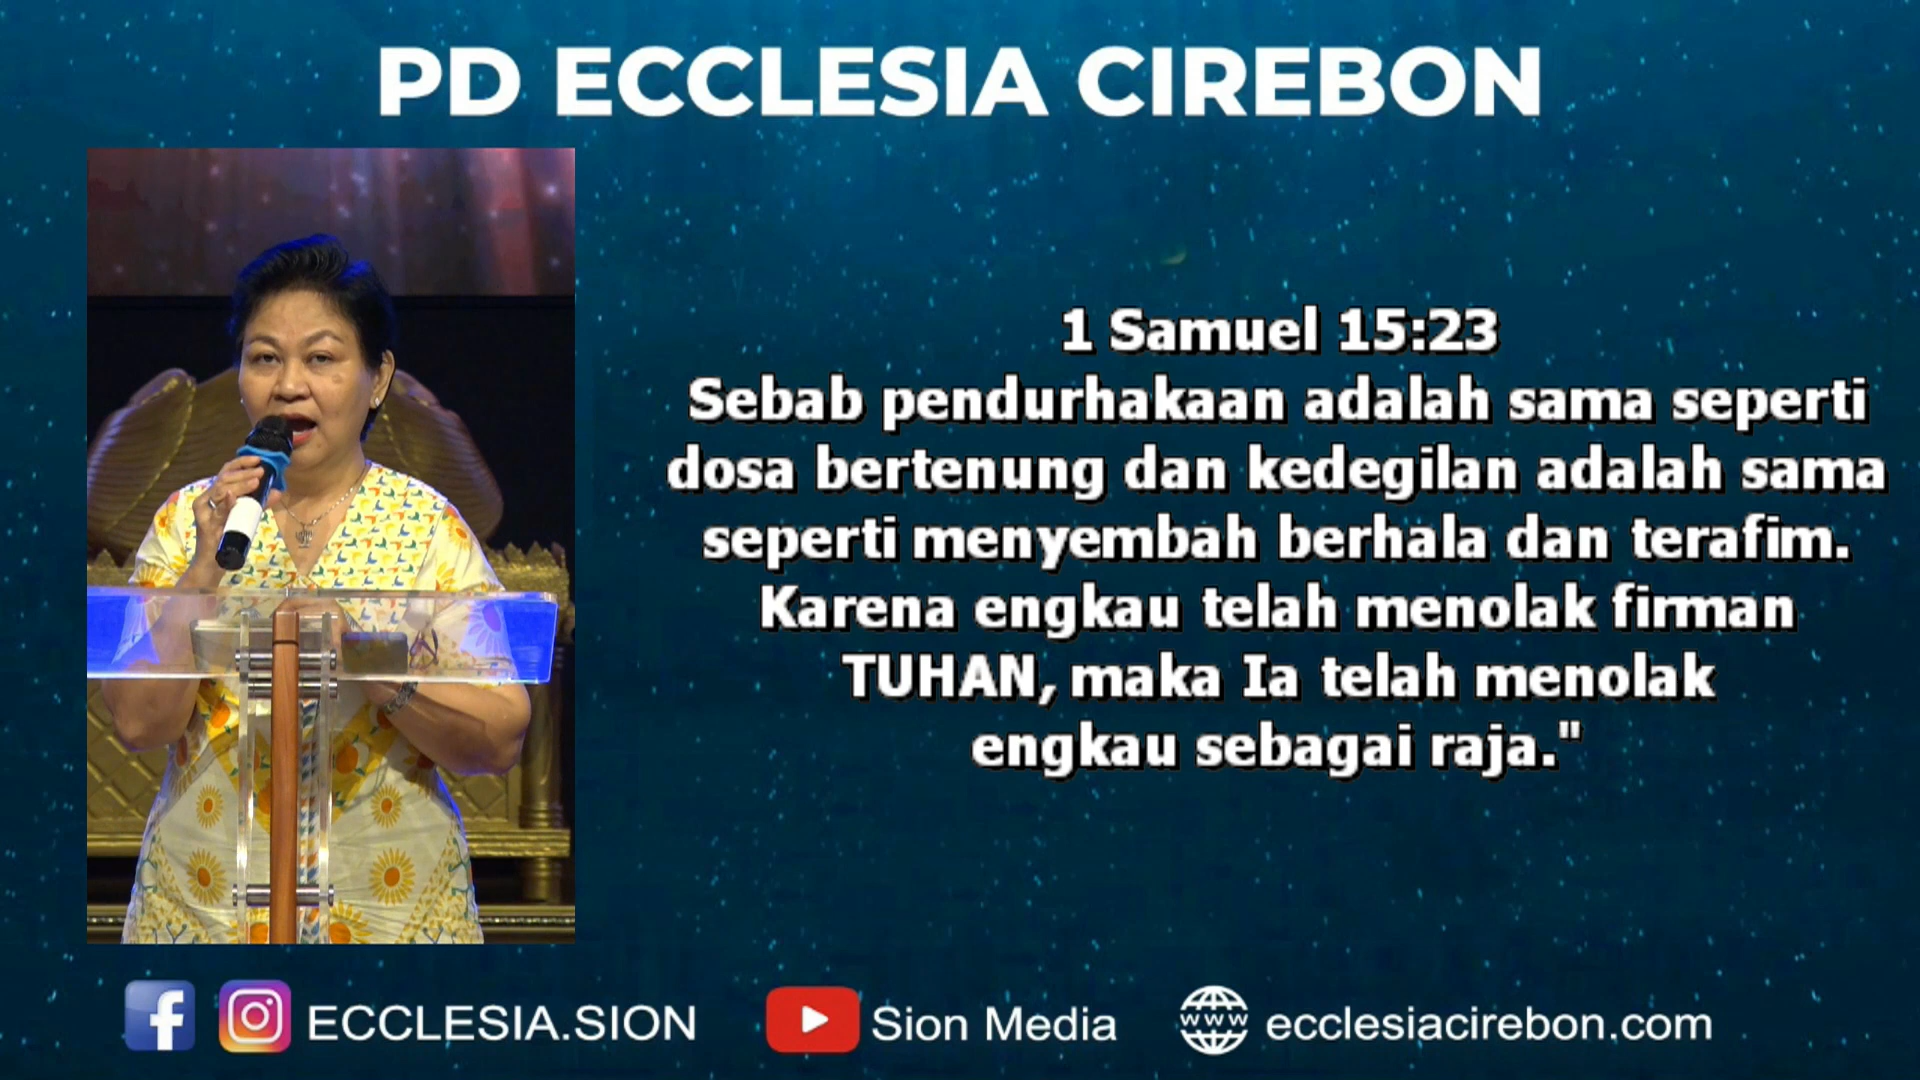 PD ECCLESIA CIREBON
1 Samuel 15:23
Sebab pendurhakaan adalah sama seperti
dosa bertenung dan kedegilan adalah sama
seperti menyembah berhala dan terafim.
Karena engkau telah menolak firman
TUHAN, maka Ia telah menolak
engkau sebagai raja."
f ECCLESIA.SION Sion Media www ecclesiacirebon.com